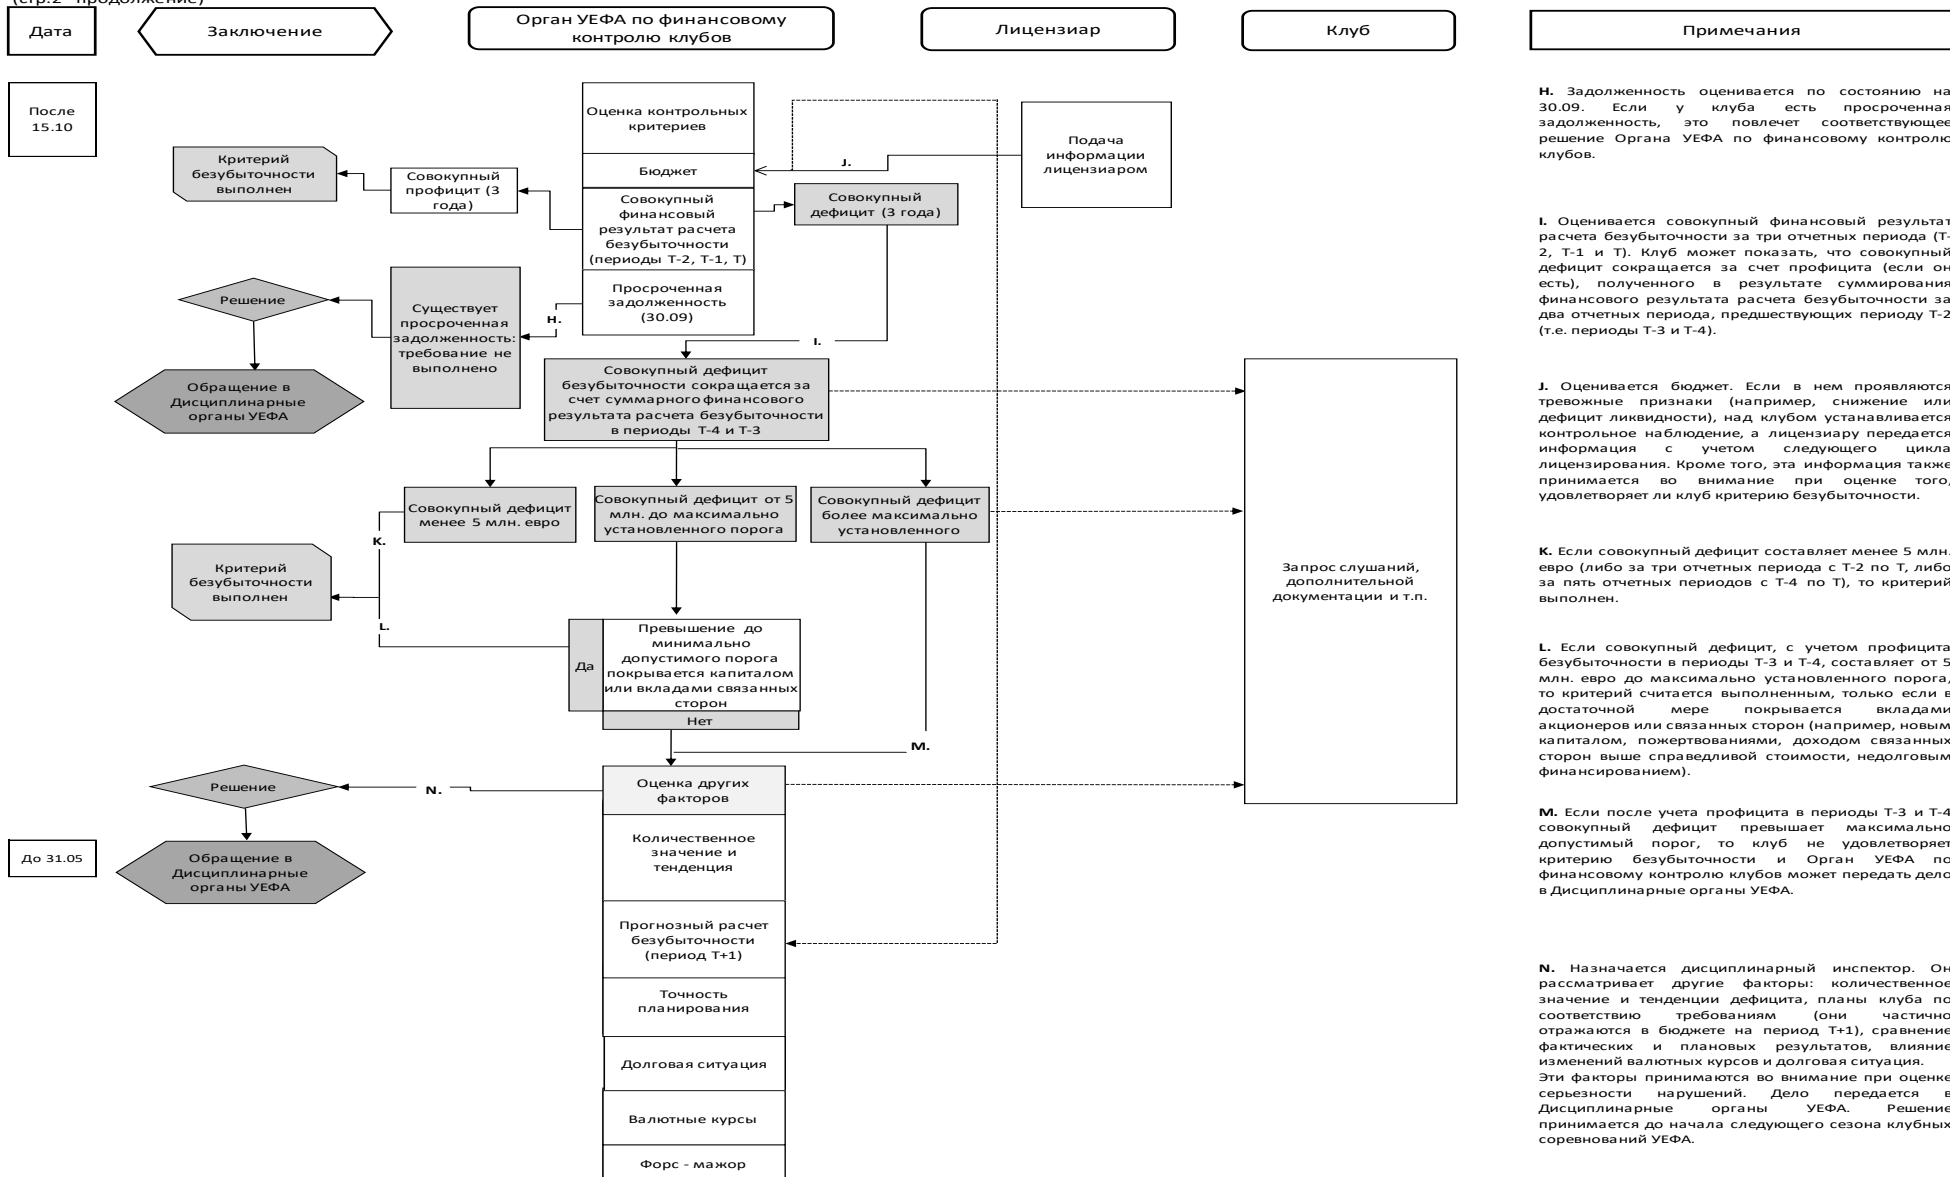 (стр.2 - продолжение)
Дата
Заключение
Орган УЕФА по финансовому
контролю клубов
Лицензиар
Клуб
Примечания
После
15.10
Оценка контрольных
критериев
Бюджет
Совокупный
финансовый
результат расчета
безубыточности
(периоды Т-2, Т-1, Т)
Просроченная
задолженность
(30.09)
J.
Подача
информации
лицензиаром
Критерий
безубыточности
выполнен
Совокупный
профицит (3
года)
Совокупный
дефицит (3 года)
Решение
Существует
просроченная
задолженность:
требование не
выполнено
H.
I.
Обращение в
Дисциплинарные
органы УЕФА
Совокупный дефицит
безубыточности сокращается за
счет суммарного финансового
результата расчета безубыточности
в периоды Т-4 и Т-3
Совокупный дефицит
менее 5 млн. евро
Совокупный дефицит от 5
млн. до максимально
установленного порога
Совокупный дефицит
более максимально
установленного
K.
Критерий
безубыточности
выполнен
L.
Запрос слушаний,
дополнительной
документации и т.п.
Да
Превышение до
минимально
допустимого порога
покрывается капиталом
или вкладами связанных
сторон
Нет
M.
Решение
N.
Оценка других
факторов
Количественное
значение и
тенденция
До 31.05
Обращение в
Дисциплинарные
органы УЕФА
Прогнозный расчет
безубыточности
(период Т+1)
Точность
планирования
Долговая ситуация
Валютные курсы
Форс - мажор
H. Задолженность оценивается по состоянию на
30.09. Если у клуба есть просроченная
задолженность, это повлечет соответствующее
решение Органа УЕФА по финансовому контролю
клубов.
I. Оценивается совокупный финансовый результат
расчета безубыточности за три отчетных периода (Т-
2, Т-1 и Т). Клуб может показать, что совокупный
дефицит сокращается за счет профицита (если он
есть), полученного в результате суммирования
финансового результата расчета безубыточности за
два отчетных периода, предшествующих периоду Т-2
(т.е. периоды Т-3 и Т-4).
J. Оценивается бюджет. Если в нем проявляются
тревожные признаки (например, снижение или
дефицит ликвидности), над клубом устанавливается
контрольное наблюдение, а лицензиару передается
информация с учетом следующего цикла
лицензирования. Кроме того, эта информация также
принимается во внимание при оценке того,
удовлетворяет ли клуб критерию безубыточности.
K. Если совокупный дефицит составляет менее 5 млн.
евро (либо за три отчетных периода с Т-2 по Т, либо
за пять отчетных периодов с Т-4 по Т), то критерий
выполнен.
L. Если совокупный дефицит, с учетом профицита
безубыточности в периоды Т-3 и Т-4, составляет от 5
млн. евро до максимально установленного порога,
то критерий считается выполненным, только если в
достаточной мере покрывается вкладами
акционеров или связанных сторон (например, новым
капиталом, пожертвованиями, доходом связанных
сторон выше справедливой стоимости, недолговым
финансированием).
M. Если после учета профицита в периоды Т-3 и Т-4
совокупный дефицит превышает максимально
допустимый порог, то клуб не удовлетворяет
критерию безубыточности и Орган УЕФА по
финансовому контролю клубов может передать дело
в Дисциплинарные органы УЕФА.
N. Назначается дисциплинарный инспектор. Он
рассматривает другие факторы: количественное
значение и тенденции дефицита, планы клуба по
соответствию требованиям (они частично
отражаются в бюджете на период Т+1), сравнение
фактических и плановых результатов, влияние
изменений валютных курсов и долговая ситуация.
Эти факторы принимаются во внимание при оценке
серьезности нарушений. Дело передается в
Дисциплинарные органы УЕФА. Решение
принимается до начала следующего сезона клубных
соревнований УЕФА.